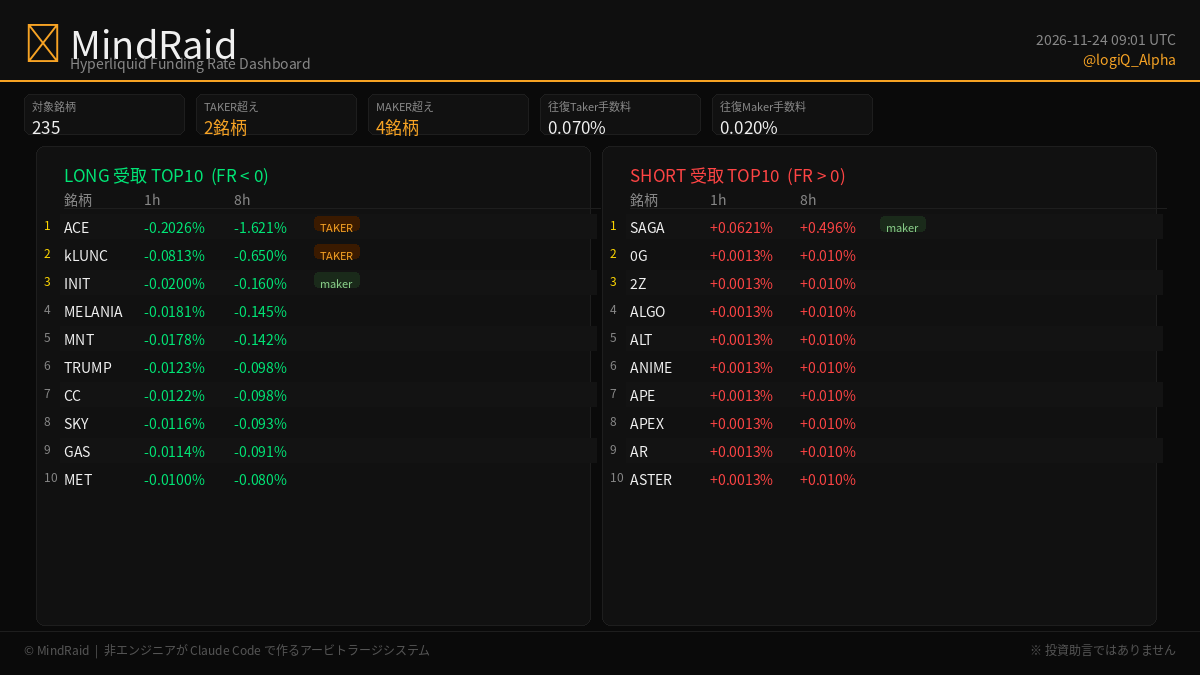 MindRaid
Hyperliquid Funding Rate Dashboard
2026-11-24 09:01 UTC
@logiQ_Alpha
対象銘柄
235
TAKER超え
2銘柄
MAKER超え
4銘柄
往復Taker手数料
0.070%
往復Maker手数料
0.020%
LONG 受取 TOP10 (FR < 0)
銘柄 1h 8h
1 ACE -0.2026% -1.621% TAKER
2 kLUNC -0.0813% -0.650% TAKER
3 INIT -0.0200% -0.160% maker
4 MELANIA -0.0181% -0.145%
5 MNT -0.0178% -0.142%
6 TRUMP -0.0123% -0.098%
7 CC -0.0122% -0.098%
8 SKY -0.0116% -0.093%
9 GAS -0.0114% -0.091%
10 MET -0.0100% -0.080%
SHORT 受取 TOP10 (FR > 0)
銘柄 1h 8h
1 SAGA +0.0621% +0.496% maker
2 0G +0.0013% +0.010%
3 2Z +0.0013% +0.010%
4 ALGO +0.0013% +0.010%
5 ALT +0.0013% +0.010%
6 ANIME +0.0013% +0.010%
7 APE +0.0013% +0.010%
8 APEX +0.0013% +0.010%
9 AR +0.0013% +0.010%
10 ASTER +0.0013% +0.010%
© MindRaid | 非エンジニアが Claude Code で作るアービトラージシステム
※ 投資助言ではありません